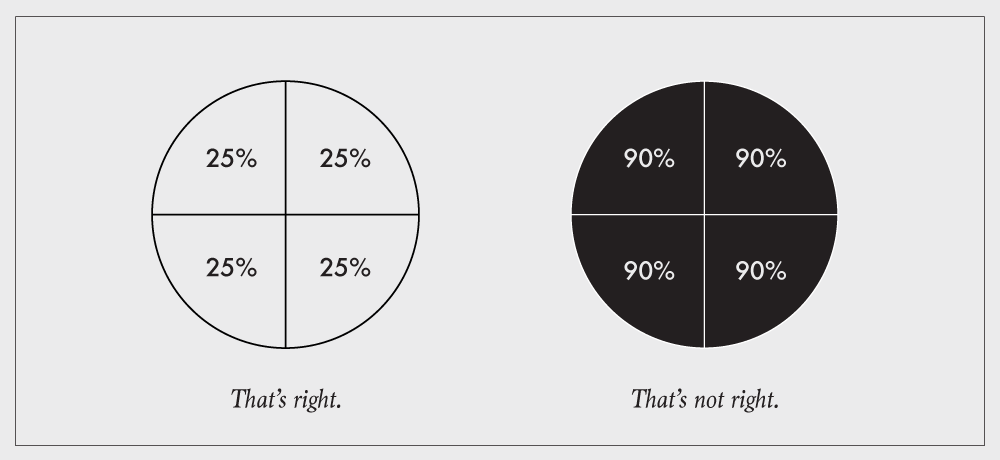 25% 25%
25% 25%
That's right.
90% 90%
90% 90%
That's not right.